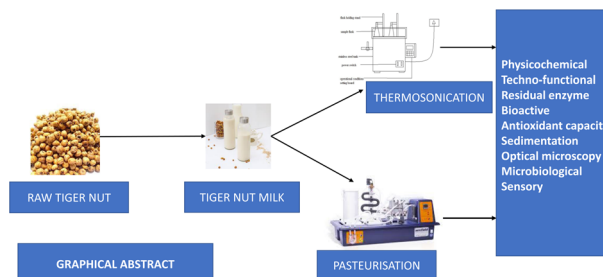 THERMOSONICATION
RAW TIGER NUT
TIGER NUT MILK
PASTEURISATION
GRAPHICAL ABSTRACT
Physicochemical
Techno-functional
Residual enzyme
Bioactive
Antioxidant capacit
Sedimentation
Optical microscopy
Microbiological
Sensory